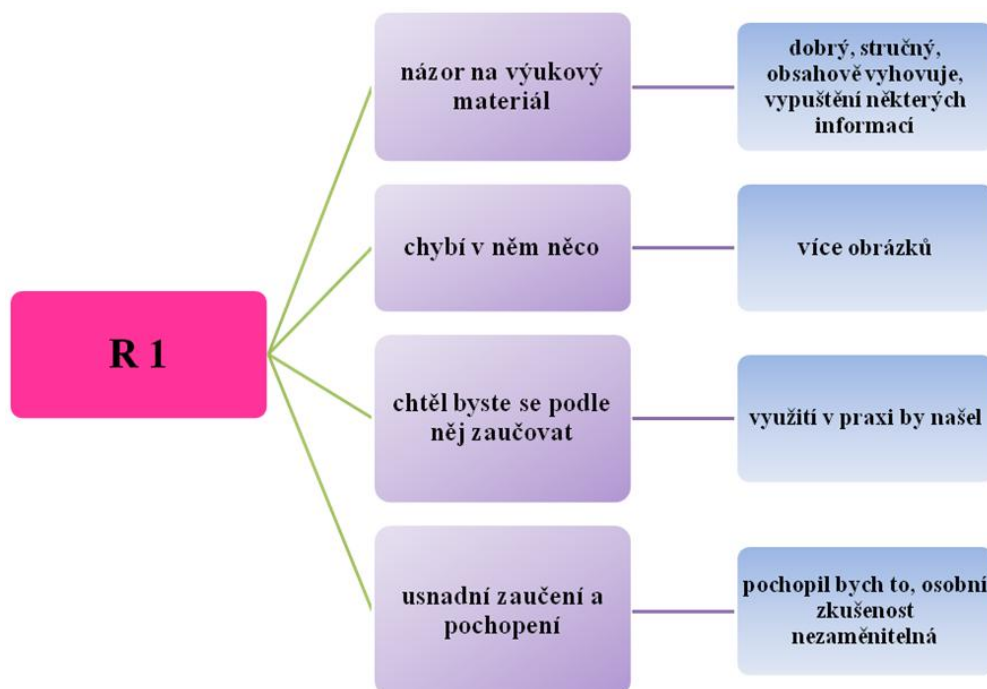 R 1
názor na výukový
materiál
dobrý, stručný,
obsahově vyhovuje,
vypuštění některých
informací
chybí v něm něco
více obrázků
chtěl byste se podle
něj zaučovat
využití v praxi by našel
usnadní zaučení a
pochopení
pochopil bych to, osobní
zkušenost
nezaměnitelná